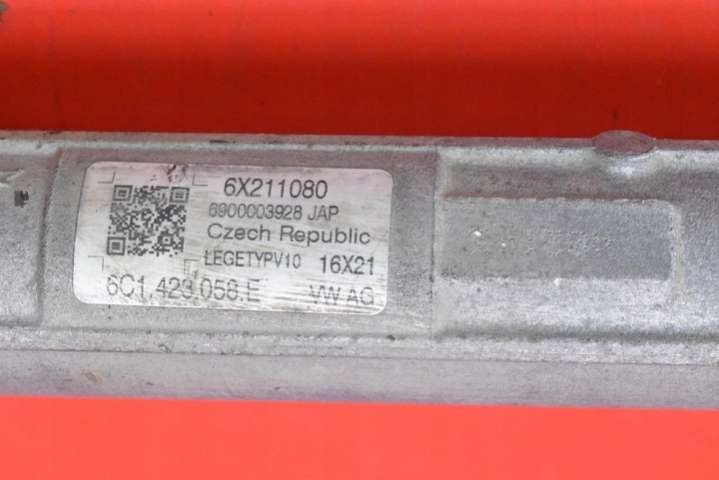 6X211080
6900003928 JAP
Czech Republic
LEGETYPV10 16X21
6C1.423.058.E VW AG